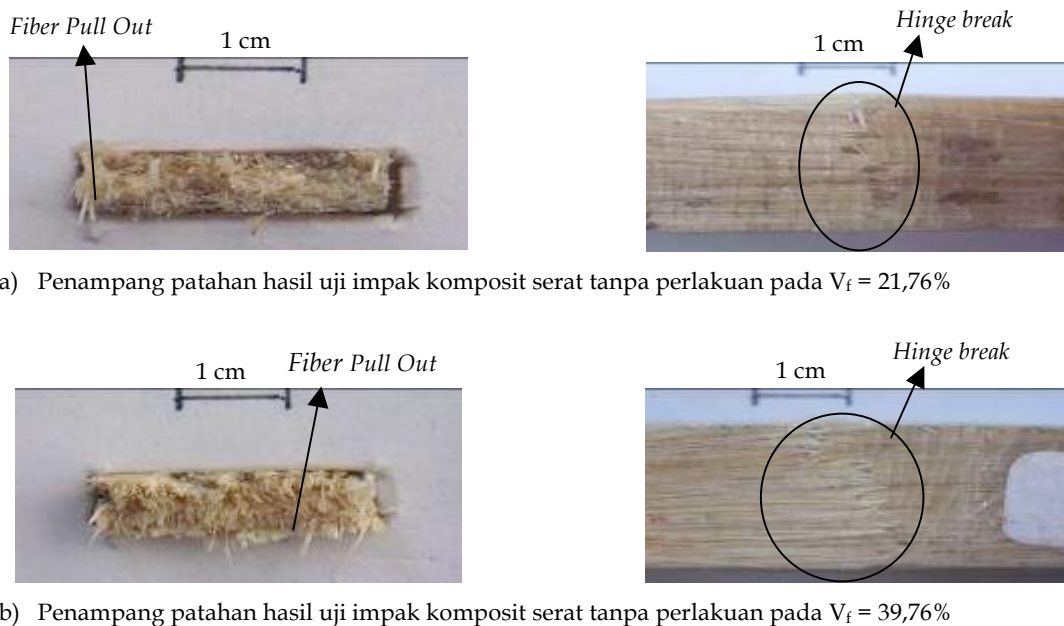 Fiber Pull Out
1 cm
Hinge break
1 cm
a) Penampang patahan hasil uji impak komposit serat tanpa perlakuan pada Vf = 21,76%
Fiber Pull Out
1 cm
Hinge break
1 cm
b) Penampang patahan hasil uji impak komposit serat tanpa perlakuan pada Vf = 39,76%